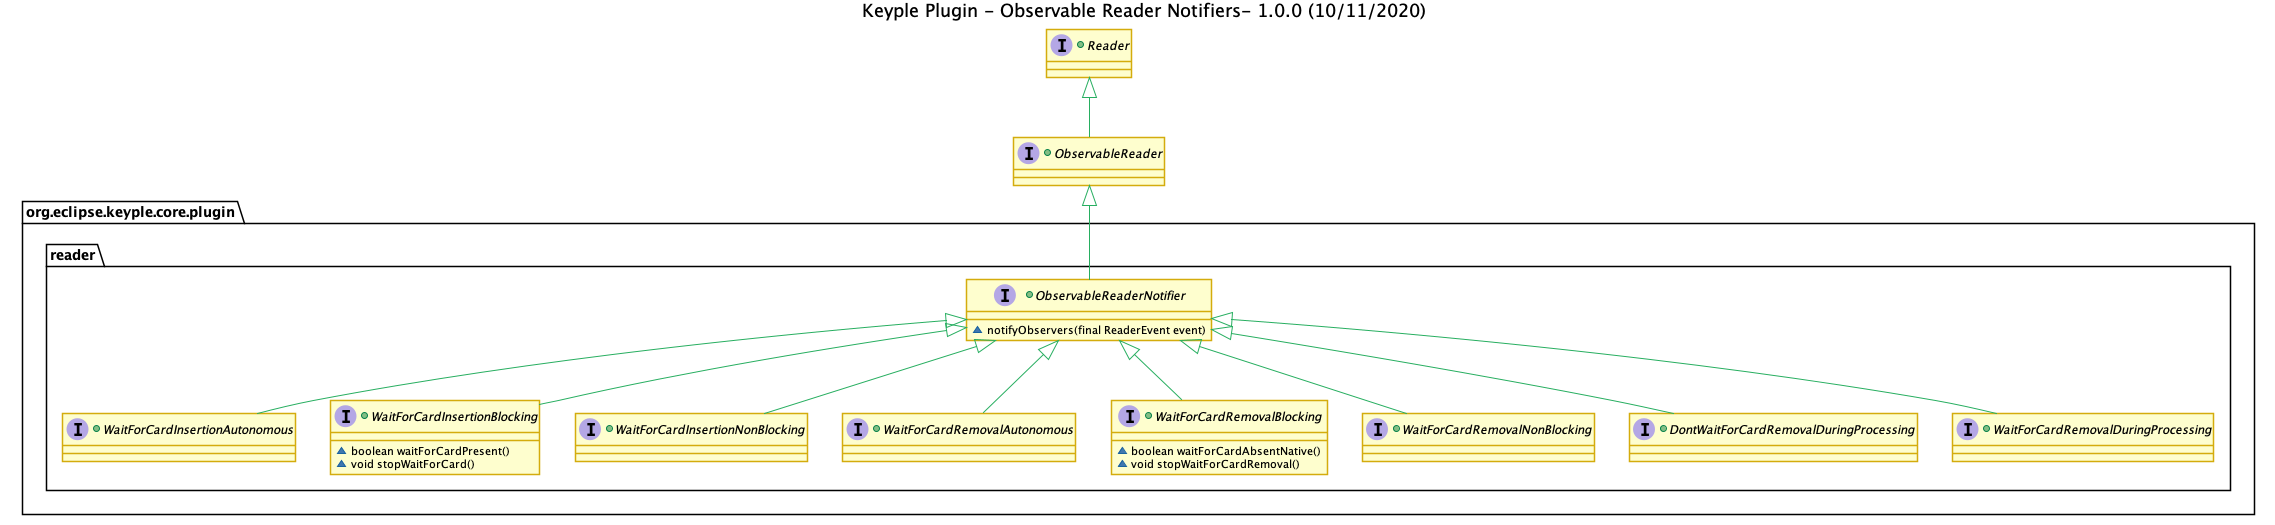 Keyple Plugin - Observable Reader Notifiers- 1.0.0 (10/11/2020)
I Reader
I ObservableReader
org.eclipse.keyple.core.plugin
reader
I ObservableReaderNotifier
notifyObservers(final ReaderEvent event)
I WaitForCardInsertionAutonomous
I WaitForCardInsertionBlocking
boolean waitForCardPresent()
void stopWaitForCard()
I WaitForCardInsertionNonBlocking
I WaitForCardRemovalAutonomous
I WaitForCardRemovalBlocking
boolean waitForCardAbsentNative()
void stopWaitForCardRemoval()
I WaitForCardRemovalNonBlocking
I DontWaitForCardRemovalDuringProcessing
I WaitForCardRemovalDuringProcessing